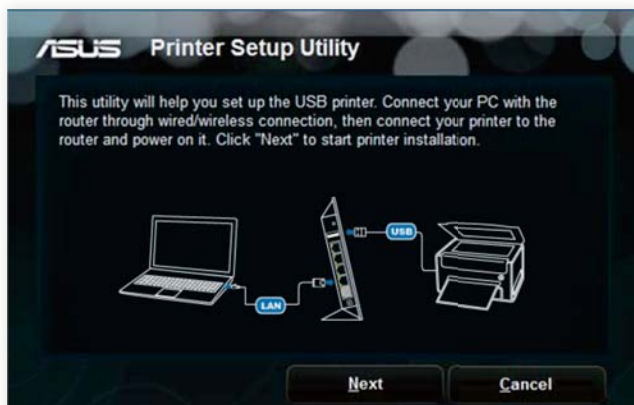 ASUS Printer Setup Utility
This utility will help you set up the USB printer. Connect your PC with the
router through wired/wireless connection, then connect your printer to the
router and power on it. Click "Next" to start printer installation.
USB
LAN
Next Cancel